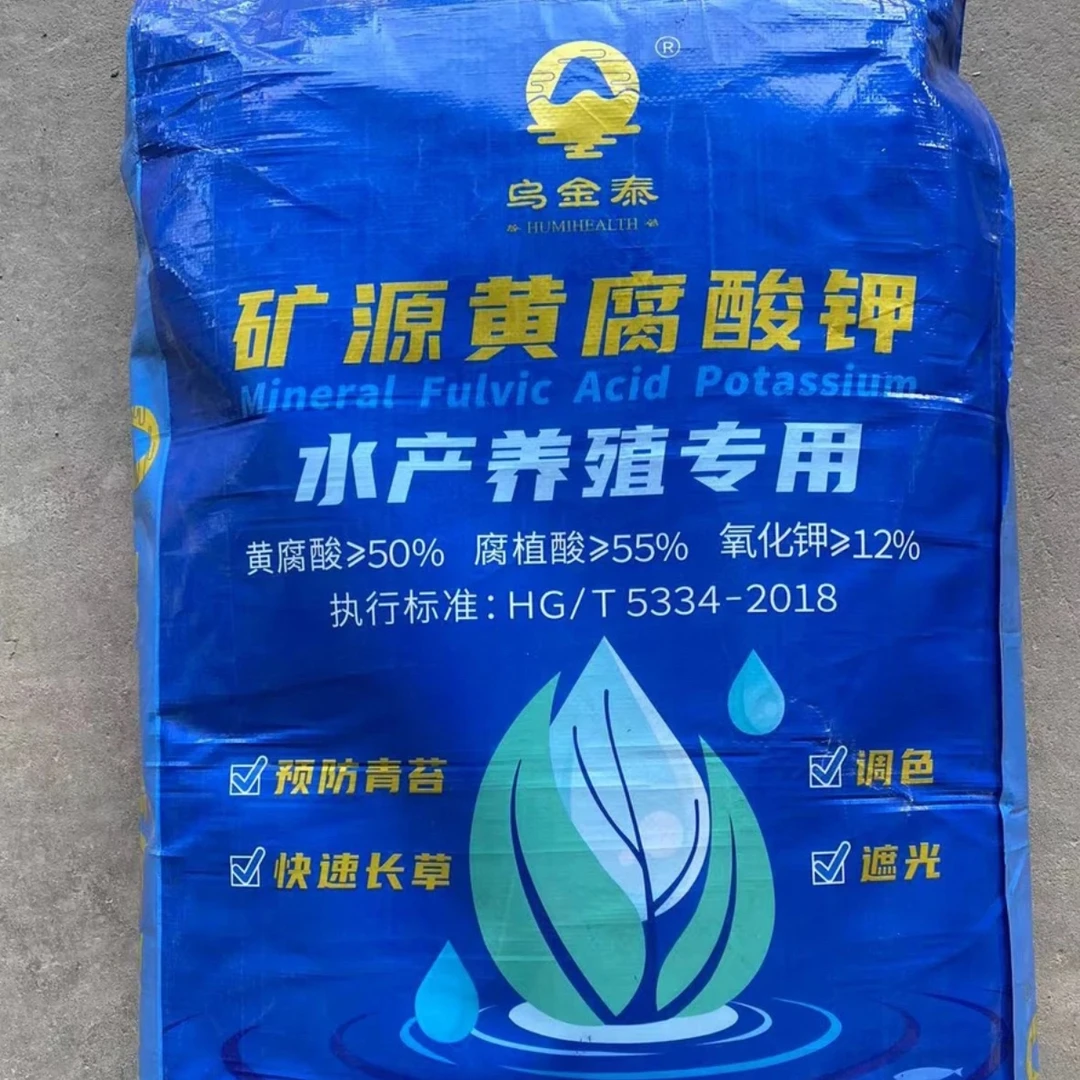 ®
乌金泰
HUMIHEALTH
矿源黄腐酸钾
Mineral Fulvic Acid Potassium
水产养殖专用
黄腐酸≥50% 腐植酸≥55% 氧化钾≥12%
执行标准:HG/T 5334-2018
预防青苔 调色
快速长草 遮光